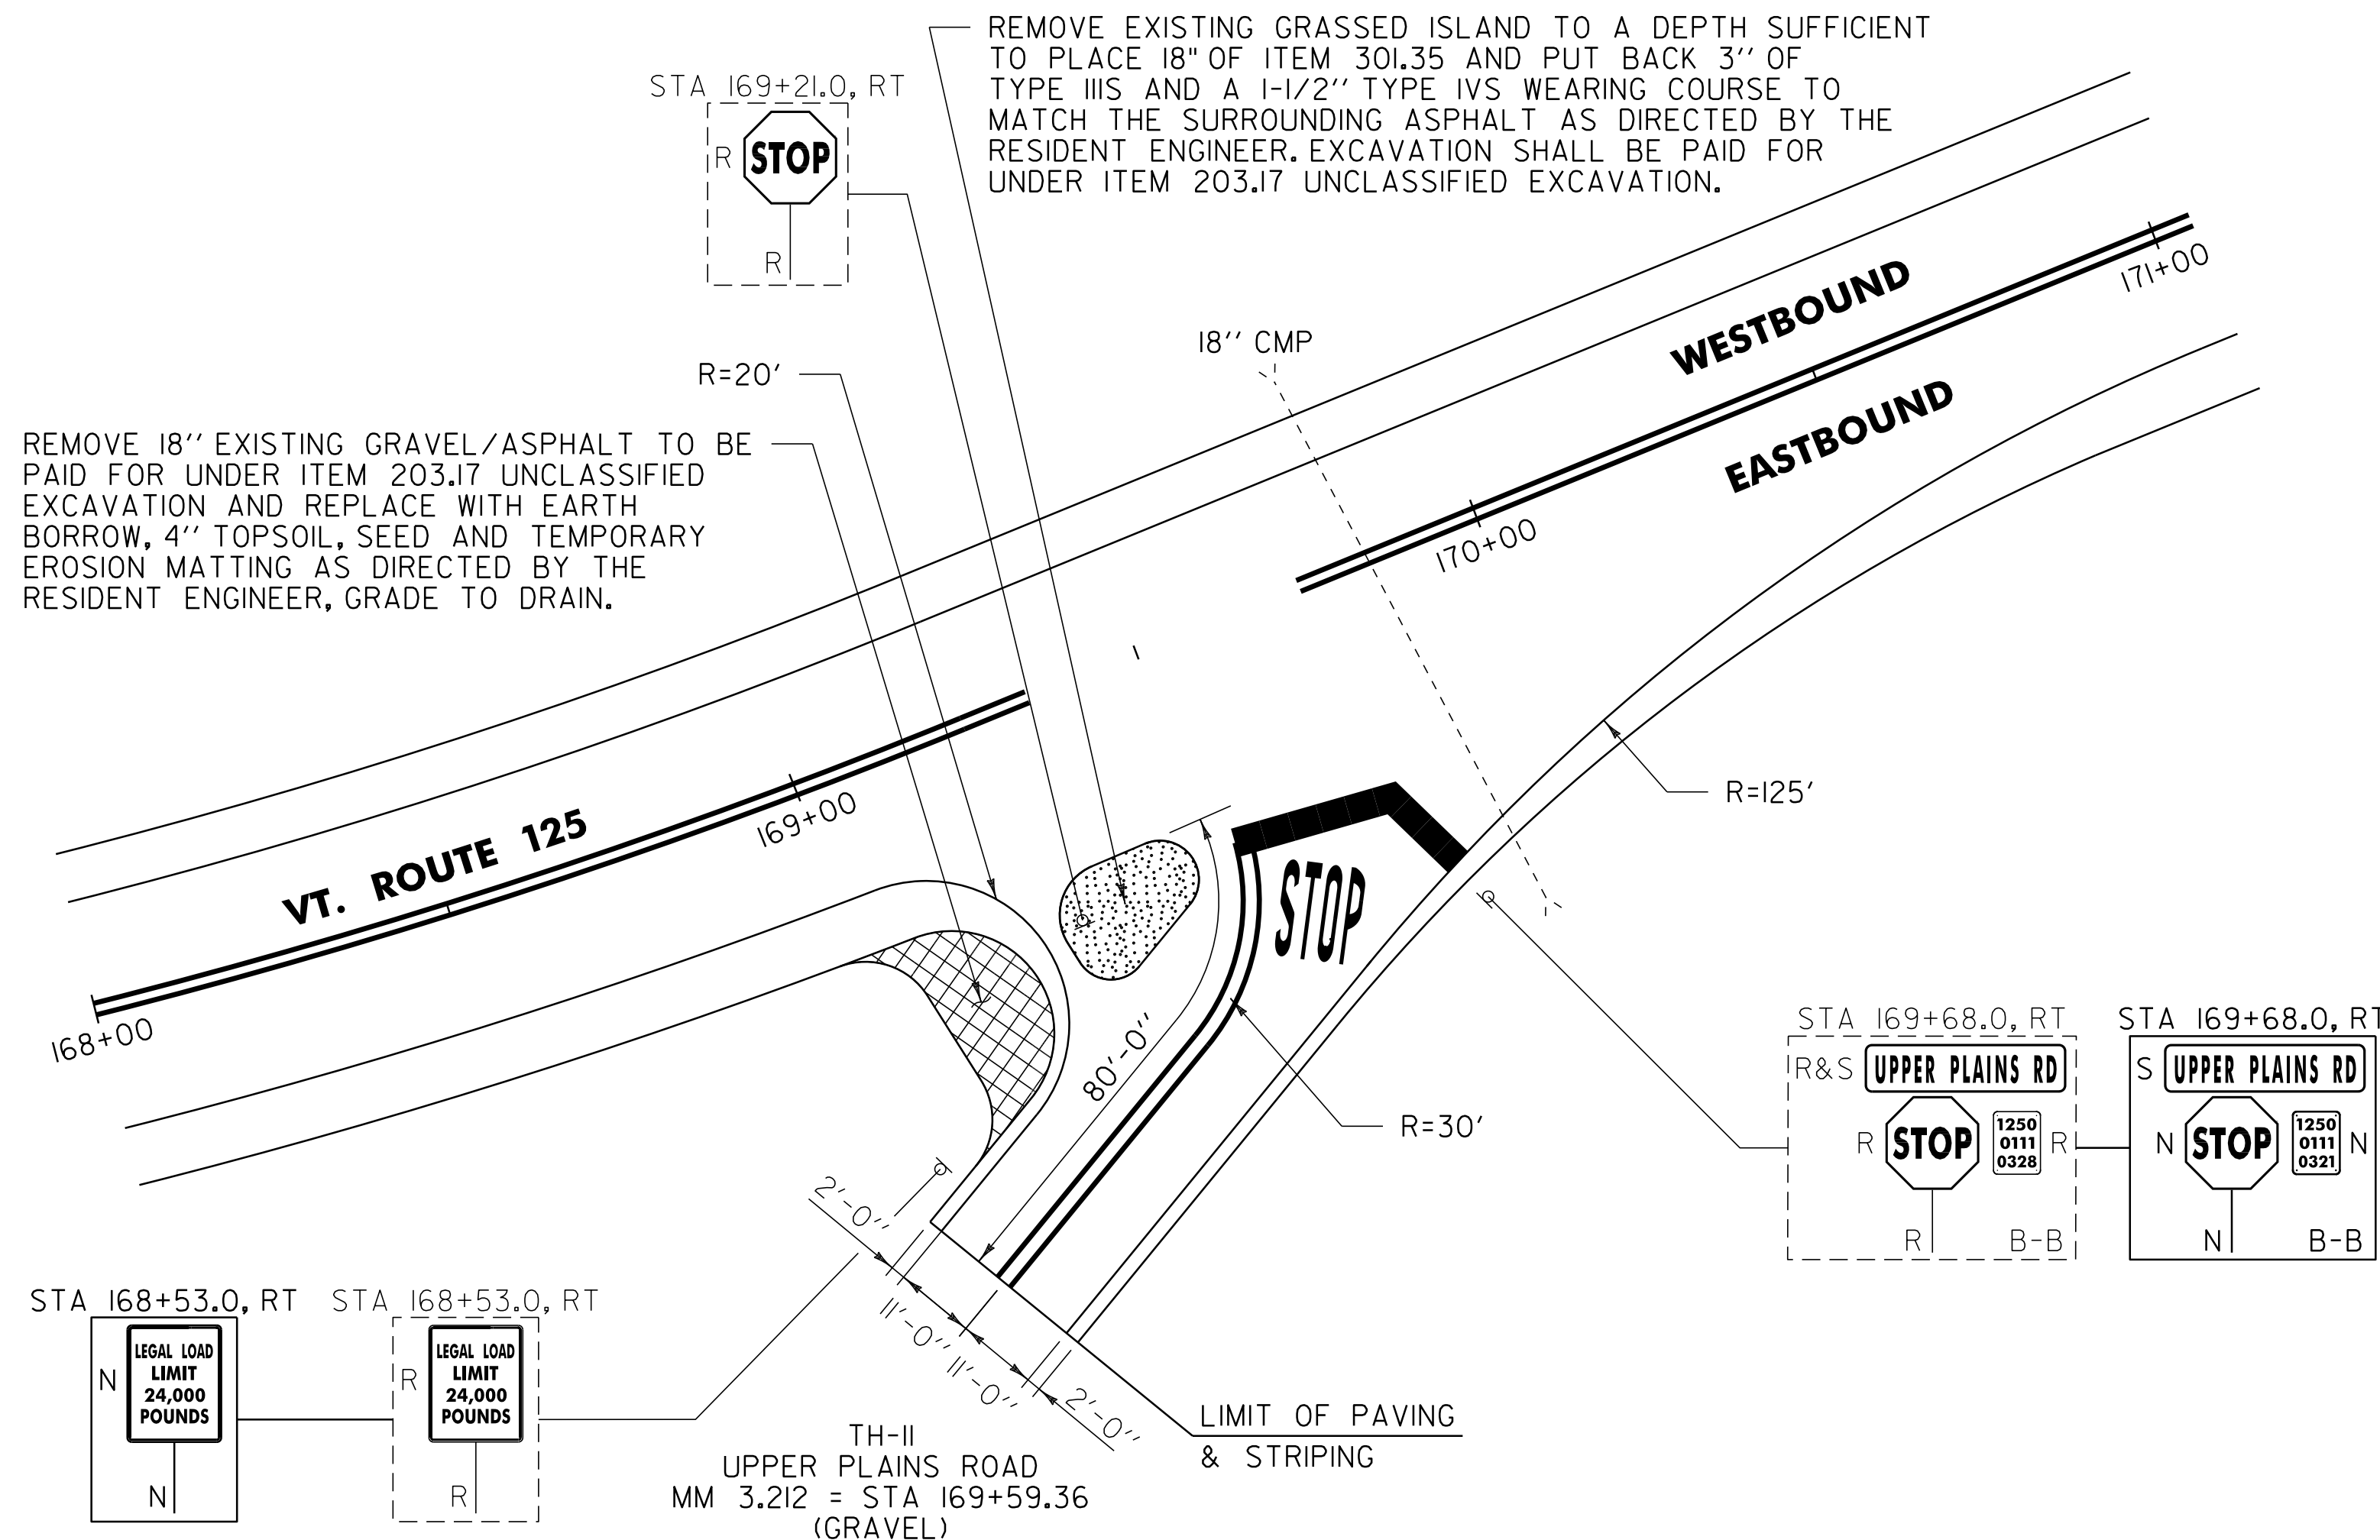 REMOVE EXISTING GRASSED ISLAND TO A DEPTH SUFFICIENT
TO PLACE 18" OF ITEM 301.35 AND PUT BACK 3'' OF
TYPE IIIS AND A 1-1/2'' TYPE IVS WEARING COURSE TO
MATCH THE SURROUNDING ASPHALT AS DIRECTED BY THE
RESIDENT ENGINEER. EXCAVATION SHALL BE PAID FOR
UNDER ITEM 203.17 UNCLASSIFIED EXCAVATION.
STA 169+21.0, RT
R STOP
R
18'' CMP
R=20'
REMOVE 18'' EXISTING GRAVEL/ASPHALT TO BE
PAID FOR UNDER ITEM 203.17 UNCLASSIFIED
EXCAVATION AND REPLACE WITH EARTH
BORROW, 4'' TOPSOIL, SEED AND TEMPORARY
EROSION MATTING AS DIRECTED BY THE
RESIDENT ENGINEER, GRADE TO DRAIN.
WESTBOUND
171+00
EASTBOUND
170+00
R=125'
169+00
VT. ROUTE 125
168+00
STOP
80'-0''
R=30'
STA 169+68.0, RT
R&S UPPER PLAINS RD
R STOP 1250 R
0111
0328
R B-B
STA 169+68.0, RT
S UPPER PLAINS RD
N STOP 1250 N
0111
0321
N B-B
2'-0''
11'-0''
11'-0''
2'-0''
STA 168+53.0, RT
N LEGAL LOAD
LIMIT
24,000
POUNDS
N
STA 168+53.0, RT
R LEGAL LOAD
LIMIT
24,000
POUNDS
R
LIMIT OF PAVING
& STRIPING
TH-11
UPPER PLAINS ROAD
MM 3.212 = STA 169+59.36
(GRAVEL)